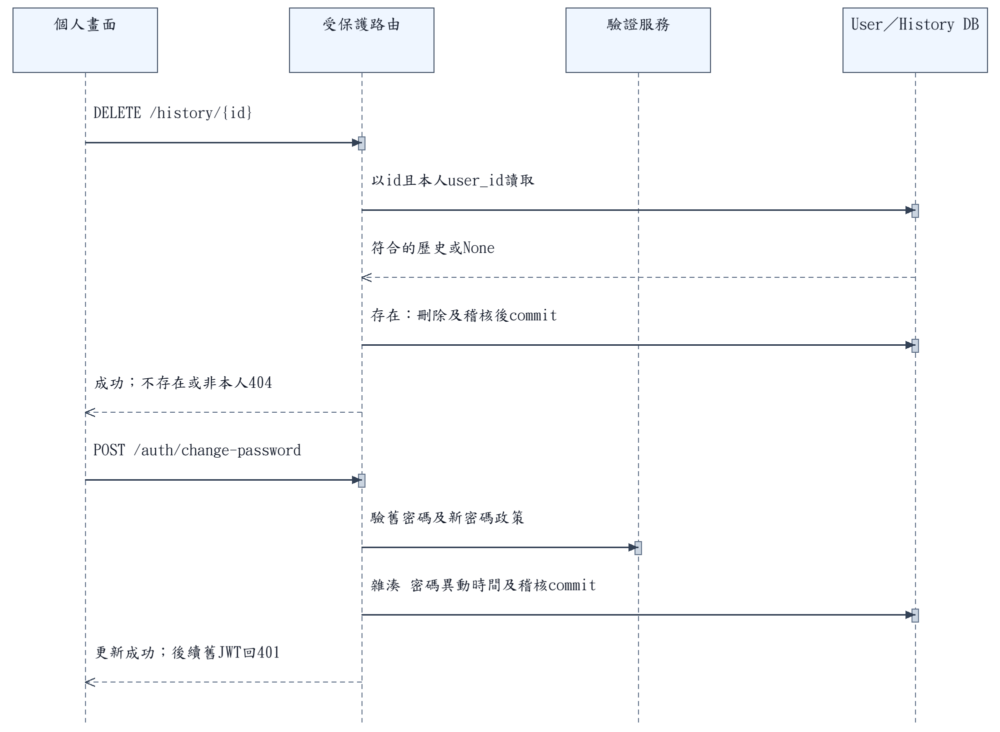 個人畫面
受保護路由
驗證服務
User／History DB
DELETE /history/{id}
以id且本人user_id讀取
符合的歷史或None
存在：刪除及稽核後commit
成功；不存在或非本人404
POST /auth/change-password
驗舊密碼及新密碼政策
雜湊 密碼異動時間及稽核commit
更新成功；後續舊JWT回401